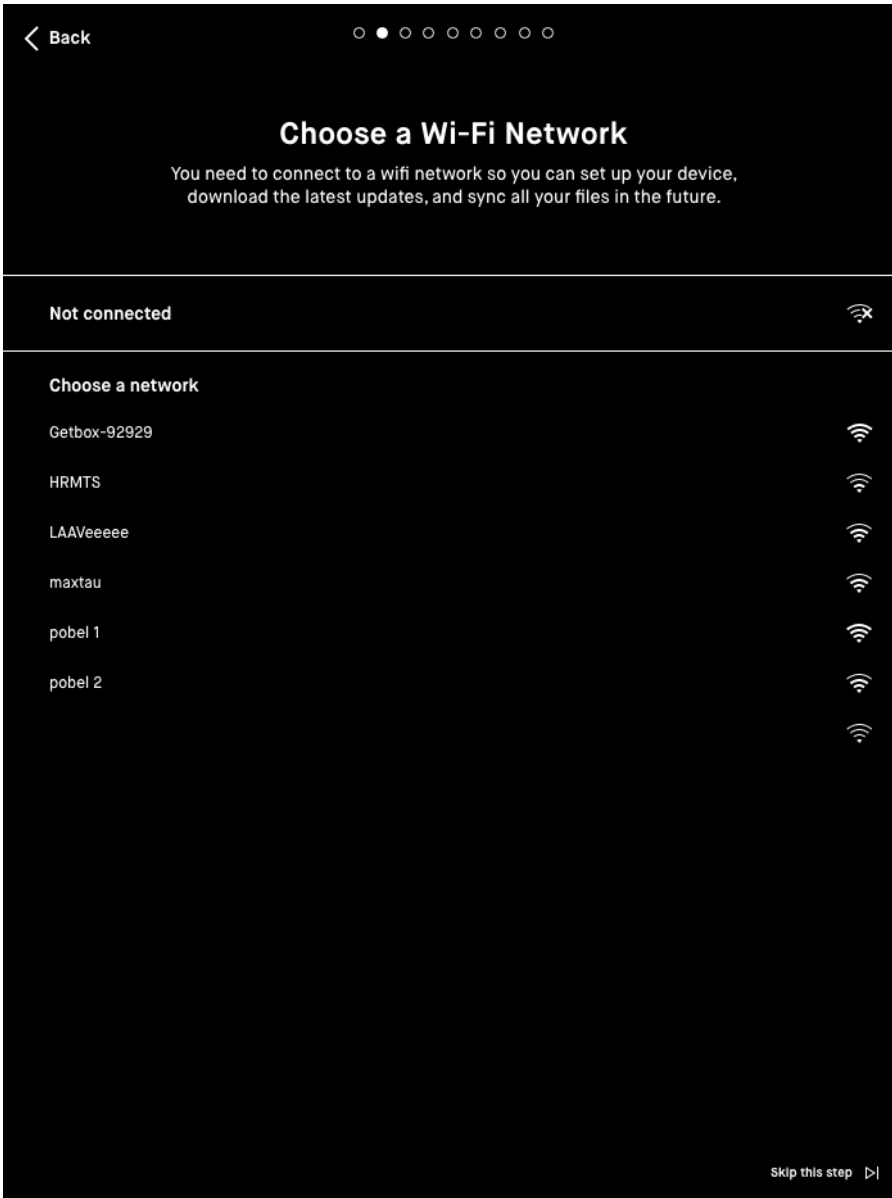 Back
Choose a Wi-Fi Network
You need to connect to a wifi network so you can set up your device,
download the latest updates, and sync all your files in the future.
Not connected
Choose a network
Getbox-92929
HRMTS
LAAVeeeee
maxtau
pobel 1
pobel 2
Skip this step